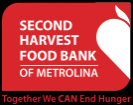 SECOND
HARVEST
FOOD BANK
OF METROLINA
Together We CAN End Hunger